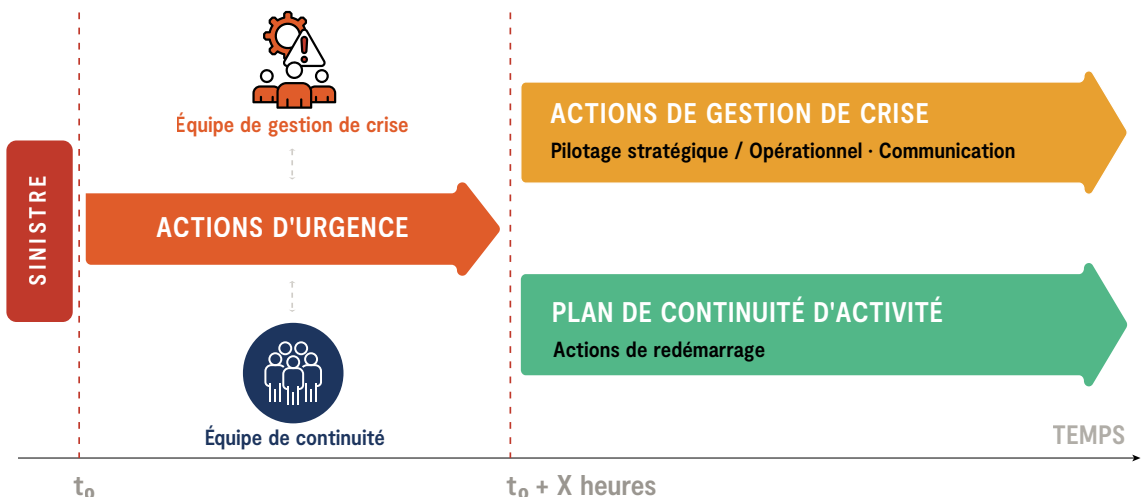 Équipe de gestion de crise
SINISTRE
ACTIONS D'URGENCE
Équipe de continuité
ACTIONS DE GESTION DE CRISE
Pilotage stratégique / Opérationnel · Communication
PLAN DE CONTINUITÉ D'ACTIVITÉ
Actions de redémarrage
TEMPS
t₀
t₀ + X heures